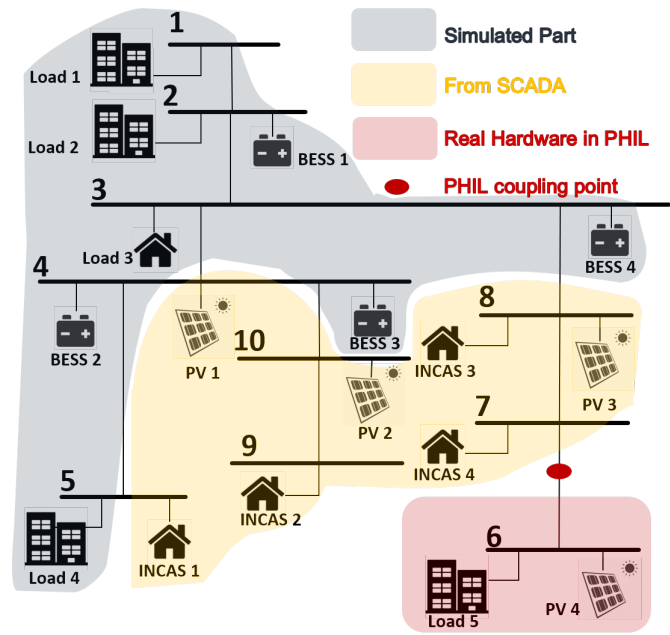 1
Simulated Part
Load 1
2
From SCADA
Load 2
BESS 1
Real Hardware in PHIL
3
PHIL coupling point
Load 3
BESS 4
4
8
BESS 2
PV 1
10
BESS 3
INCAS 3
PV 2
PV 3
7
9
INCAS 4
5
INCAS 2
6
Load 4
INCAS 1
Load 5
PV 4